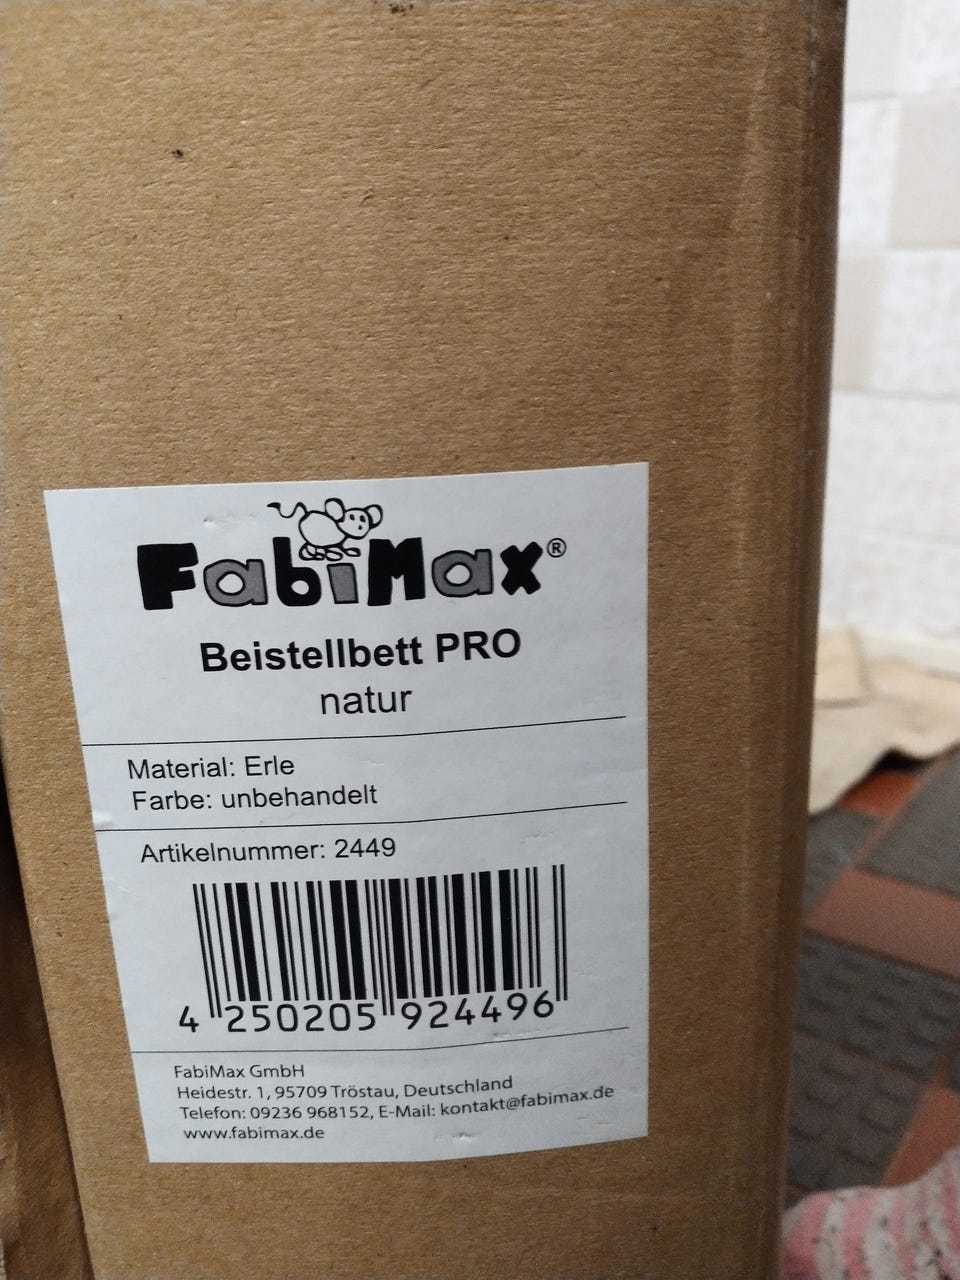 FabiMax®
Beistellbett PRO
natur
Material: Erle
Farbe: unbehandelt
Artikelnummer: 2449
4 250205 924496
FabiMax GmbH
Heidestr. 1, 95709 Tröstau, Deutschland
Telefon: 09236 968152, E-Mail: kontakt@fabimax.de
www.fabimax.de